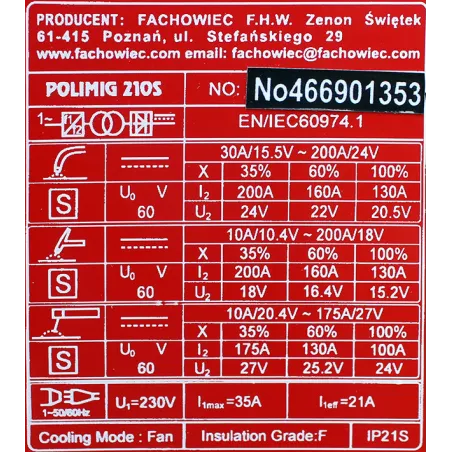 PRODUCENT: FACHOWIEC F.H.W. Zenon Świętek
61-415 Poznań, ul. Stefańskiego 29
www.fachowiec.com email: fachowiec@fachowiec.com
POLIMIG 210S NO: No466901353
1~ f1 f2 EN/IEC60974.1
30A/15.5V ~ 200A/24V
X 35% 60% 100%
S U₀ V 60 I₂ 200A 160A 130A
U₂ 24V 22V 20.5V
10A/10.4V ~ 200A/18V
X 35% 60% 100%
S U₀ V 60 I₂ 200A 160A 130A
U₂ 18V 16.4V 15.2V
10A/20.4V ~ 175A/27V
X 35% 60% 100%
S U₀ V 60 I₂ 175A 130A 100A
U₂ 27V 25.2V 24V
1~50/60Hz U₁=230V I₁max=35A I₁eff=21A
Cooling Mode : Fan Insulation Grade:F IP21S